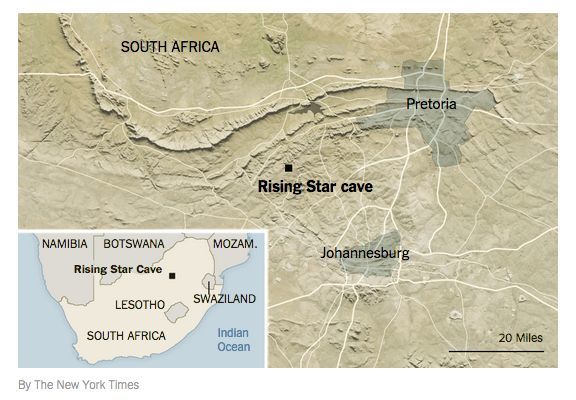 SOUTH AFRICA
Pretoria
Rising Star cave
Johannesburg
NAMIBIA
BOTSWANA
MOZAM.
Rising Star Cave
LESOTHO
SWAZILAND
SOUTH AFRICA
Indian
Ocean
20 Miles
By The New York Times